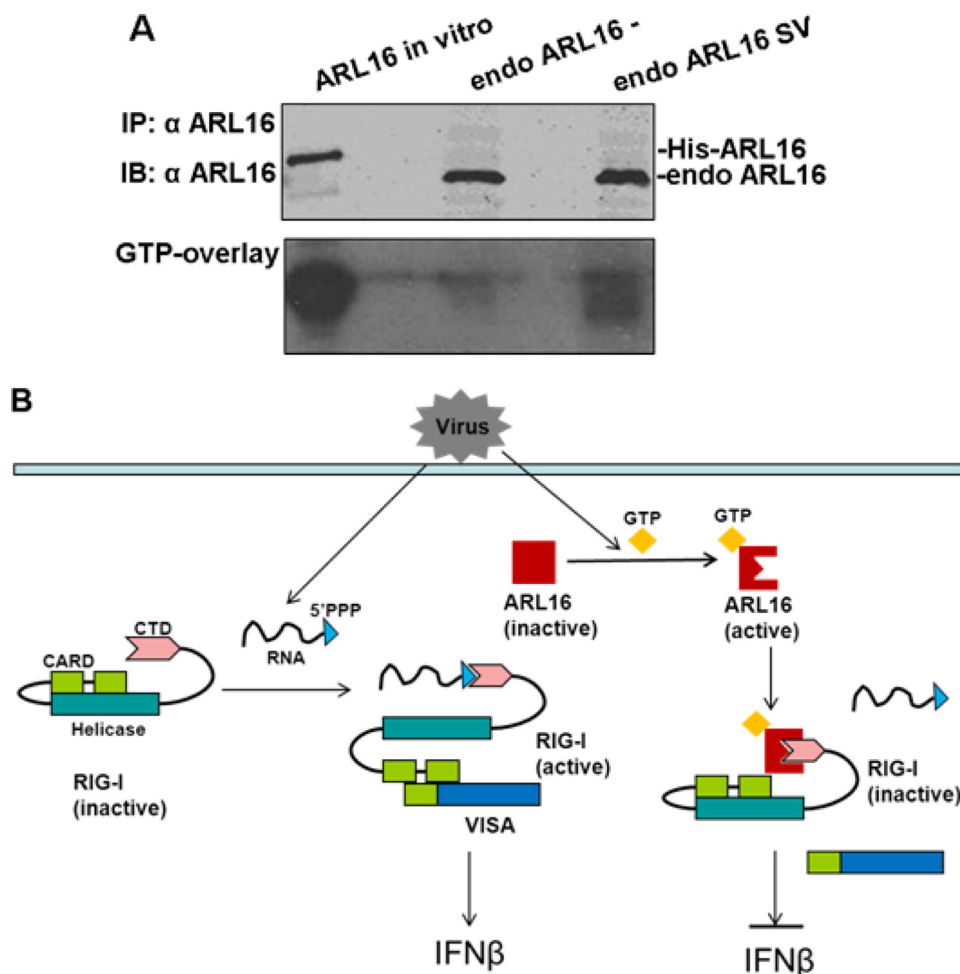 A
ARL16 in vitro
endo ARL16 -
endo ARL16 SV
IP: α ARL16
IB: α ARL16
-His-ARL16
-endo ARL16
GTP-overlay
B
Virus
GTP
GTP
ARL16
(inactive)
ARL16
(active)
5'PPP
RNA
CTD
CARD
Helicase
RIG-I
(inactive)
RIG-I
(active)
VISA
RIG-I
(inactive)
IFNβ
IFNβ